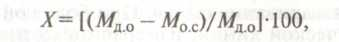 X = [(Mд.о − Mо.с)/Mд.о]·100,